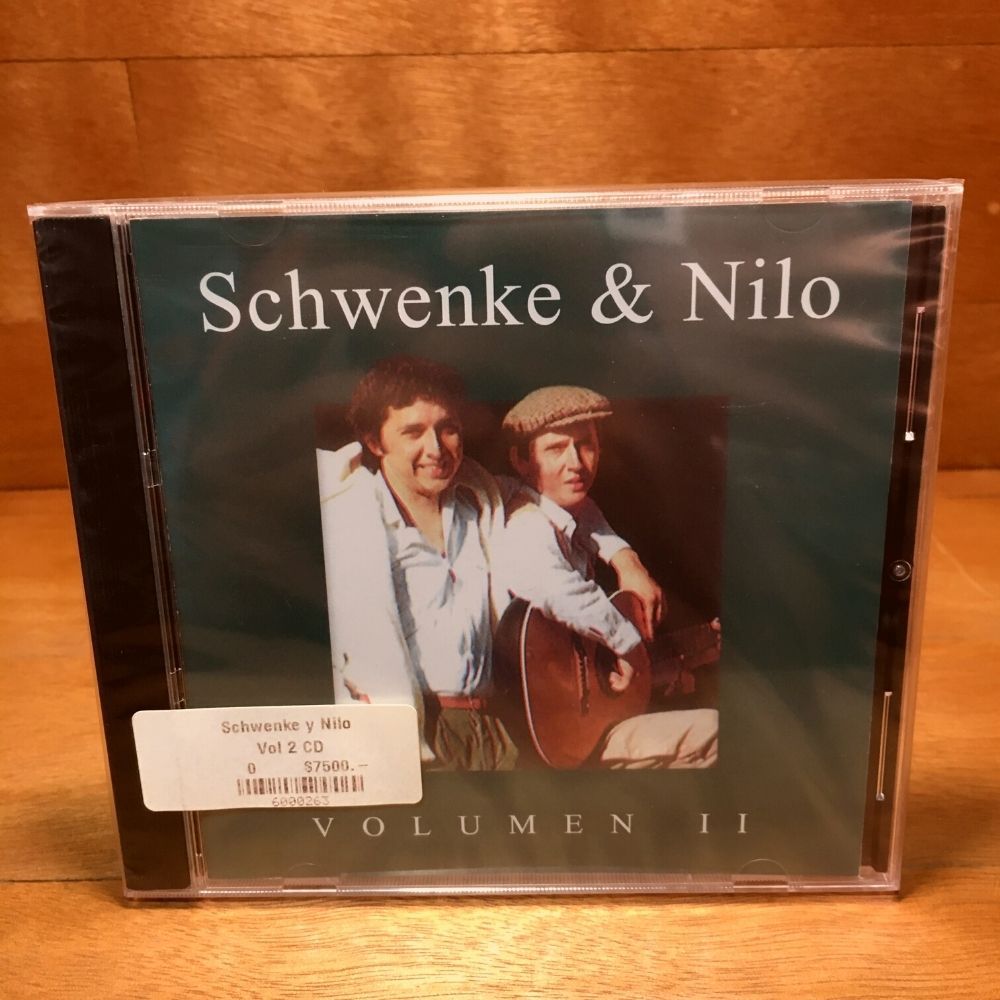 Schwenke & Nilo
Schwenke y Nilo
Vol 2 CD
0 $7500.-
6000263
VOLUMEN II